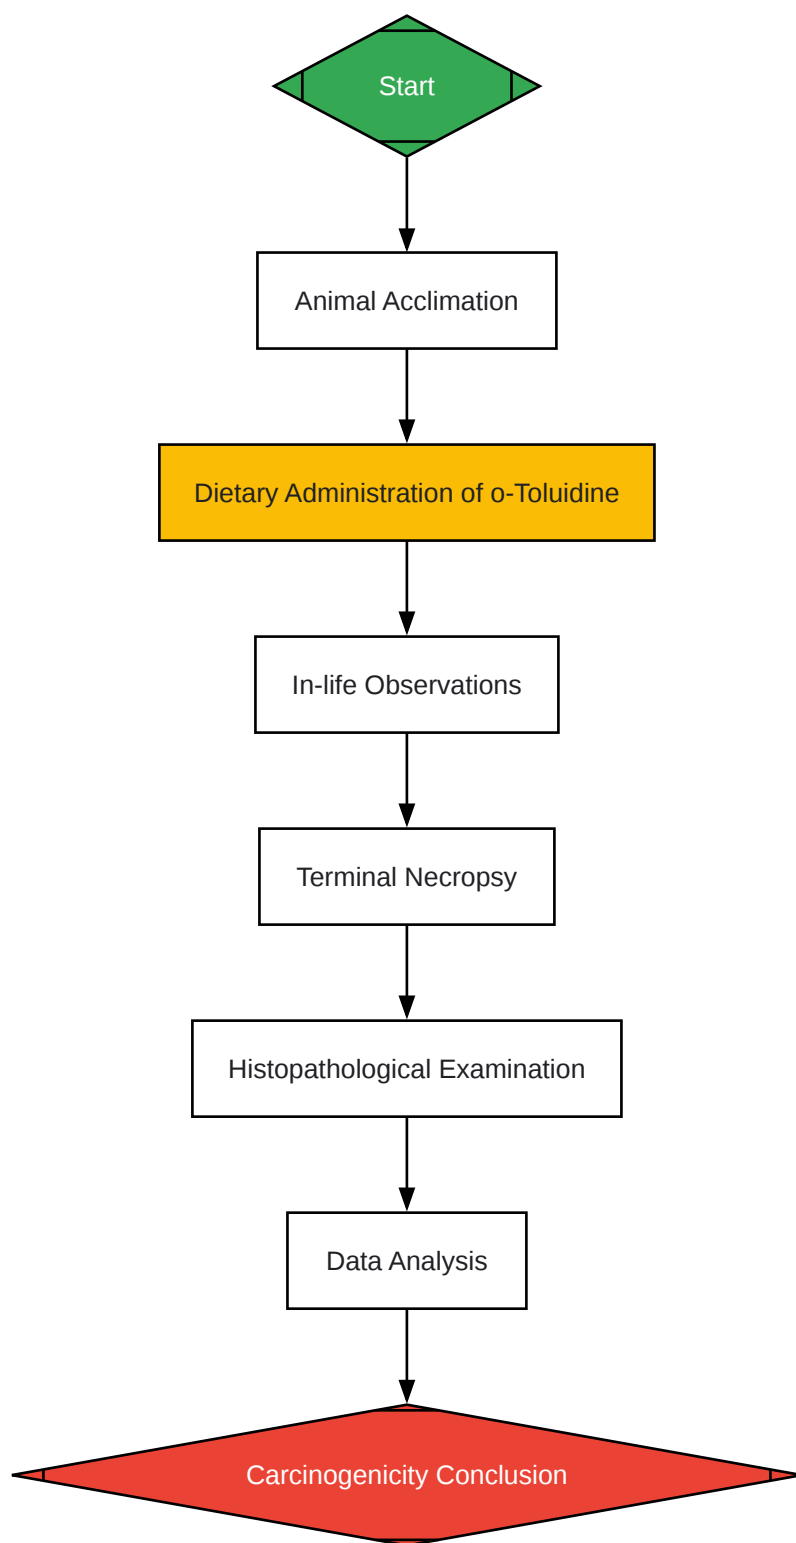 Start
Animal Acclimation
Dietary Administration of o-Toluidine
In-life Observations
Terminal Necropsy
Histopathological Examination
Data Analysis
Carcinogenicity Conclusion